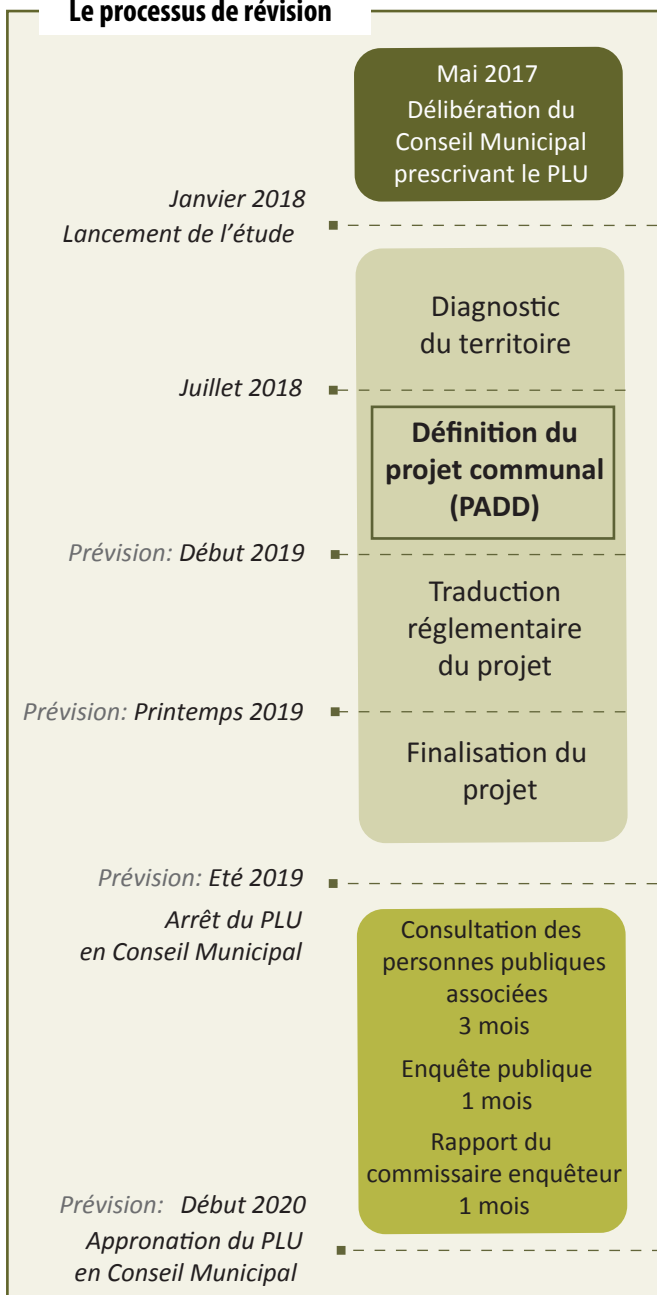 Le processus de révision
Mai 2017
Délibération du
Conseil Municipal
prescrivant le PLU
Janvier 2018
Lancement de l'étude
Diagnostic
du territoire
Juillet 2018
Définition du
projet communal
(PADD)
Prévision: Début 2019
Traduction
réglementaire
du projet
Prévision: Printemps 2019
Finalisation du
projet
Prévision: Eté 2019
Arrêt du PLU
en Conseil Municipal
Consultation des
personnes publiques
associées
3 mois
Enquête publique
1 mois
Rapport du
commissaire enquêteur
1 mois
Prévision: Début 2020
Appronation du PLU
en Conseil Municipal